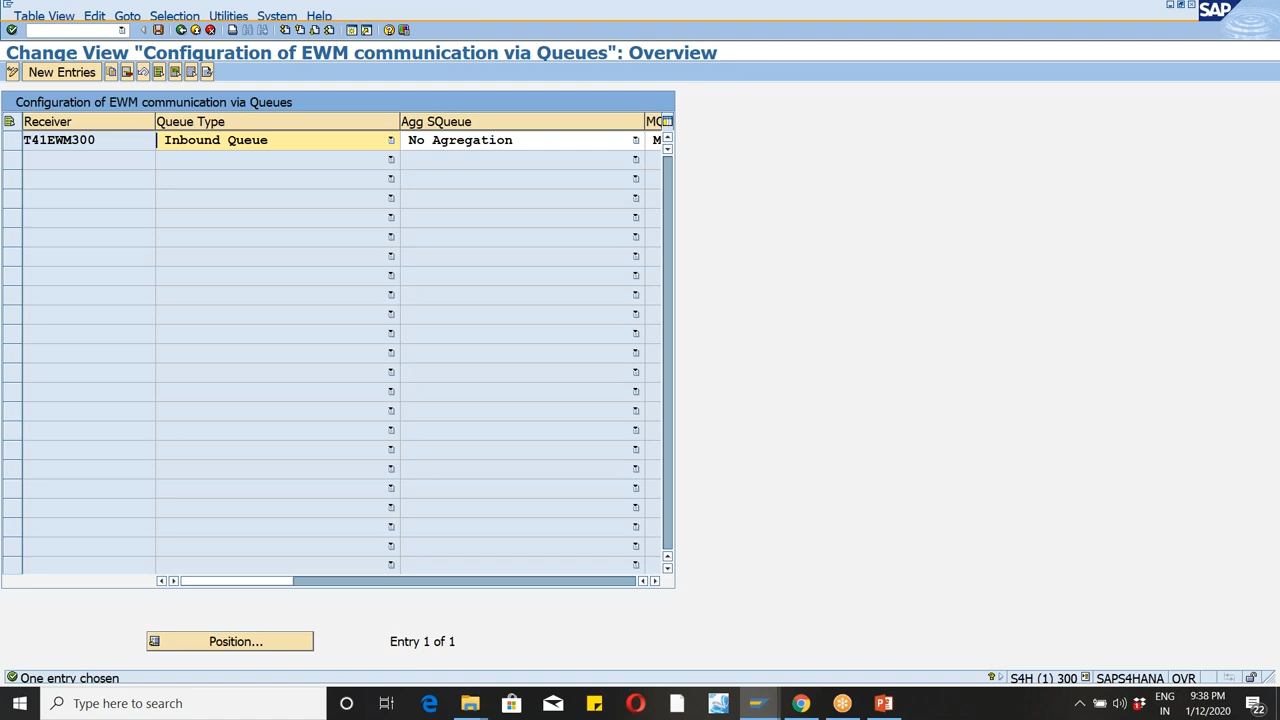 Table View Edit Goto Selection Utilities System Help
SAP
Change View "Configuration of EWM communication via Queues": Overview
New Entries
Configuration of EWM communication via Queues
Receiver Queue Type Agg SQueue
T41EWM300 Inbound Queue No Agregation M
Position... Entry 1 of 1
One entry chosen S4H (1) 300 SAPS4HANA OVR
Type here to search ENG IN 9:38 PM 1/12/2020 22